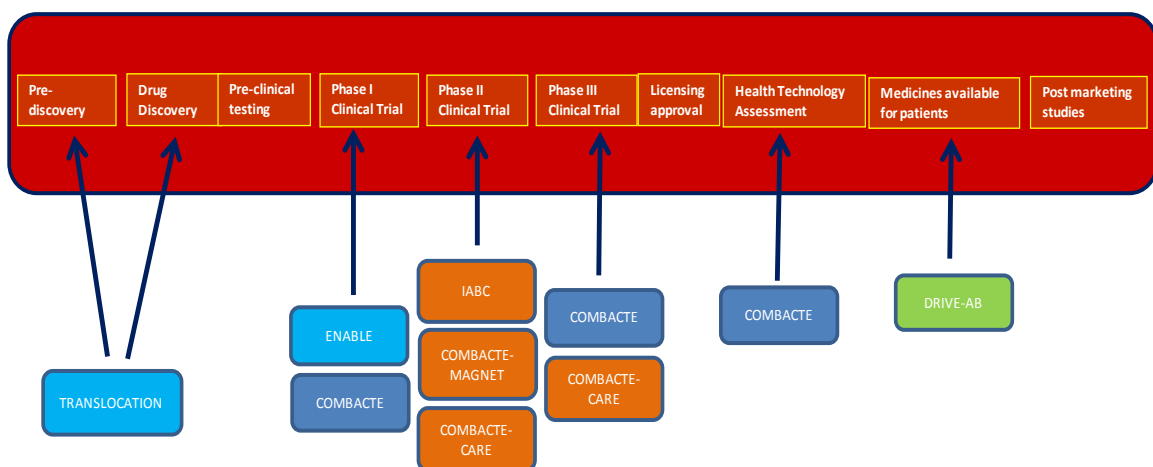 Pre-
discovery
Drug
Discovery
Pre-clinical
testing
Phase I
Clinical Trial
Phase II
Clinical Trial
Phase III
Clinical Trial
Licensing
approval
Health Technology
Assessment
Medicines available
for patients
Post marketing
studies
TRANSLOCATION
ENABLE
COMBACTE
IABC
COMBACTE-
MAGNET
COMBACTE-
CARE
COMBACTE
COMBACTE-
CARE
COMBACTE
DRIVE-AB